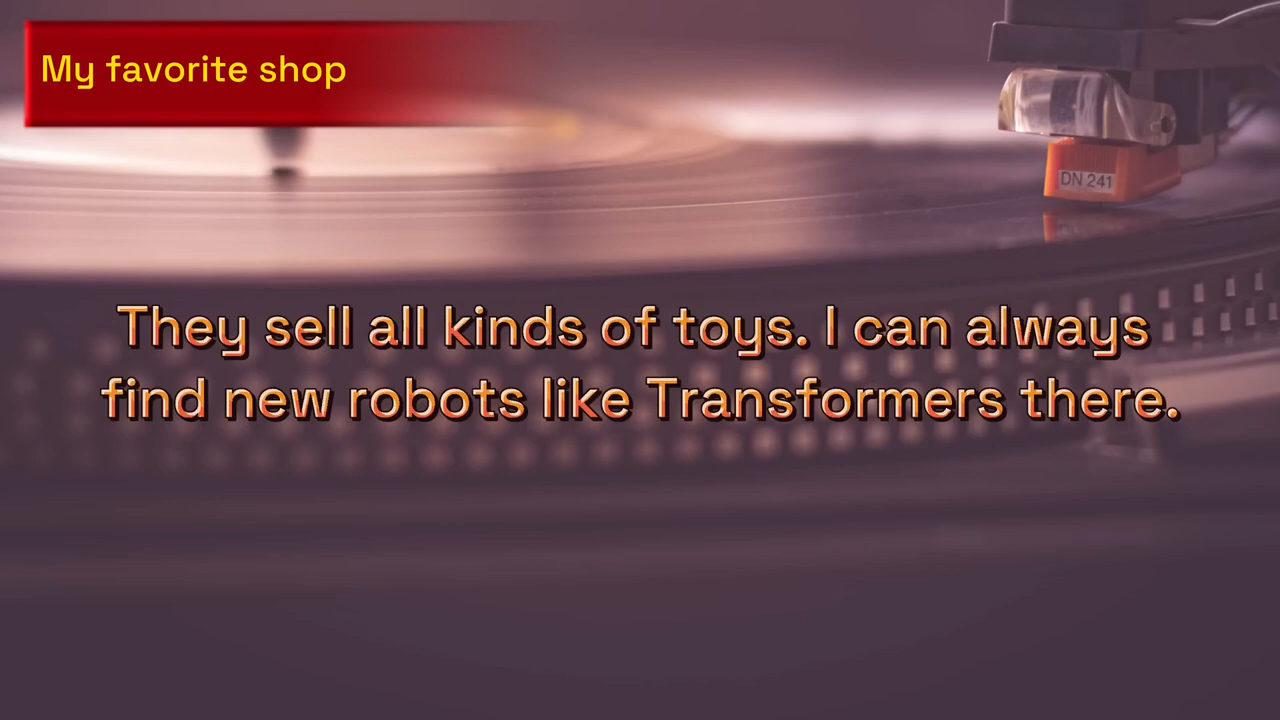 My favorite shop
DN 241
They sell all kinds of toys. I can always
find new robots like Transformers there.